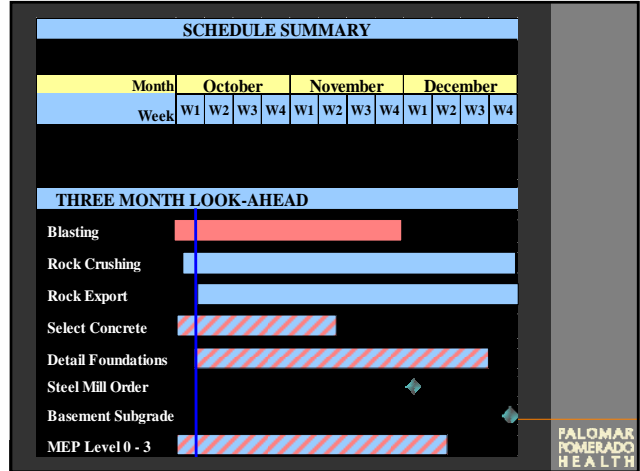 SCHEDULE SUMMARY
Month October November December
Week W1 W2 W3 W4 W1 W2 W3 W4 W1 W2 W3 W4
THREE MONTH LOOK-AHEAD
Blasting
Rock Crushing
Rock Export
Select Concrete
Detail Foundations
Steel Mill Order
Basement Subgrade
MEP Level 0 - 3
PALOMAR
POMERADO
HEALTH